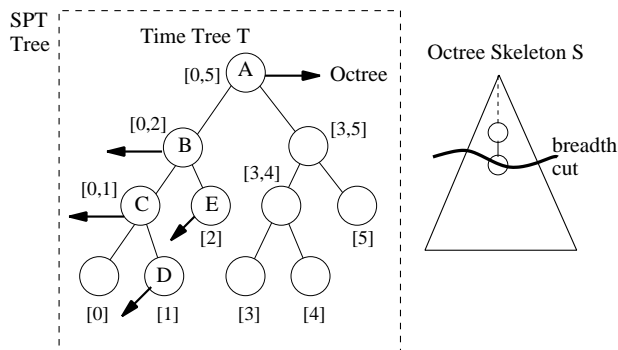 SPT
Tree
Time Tree T
A
[0,5]
Octree
[0,2]
B
[3,5]
[0,1]
C
E
[2]
[3,4]
[5]
D
[0]
[1]
[3]
[4]
Octree Skeleton S
breadth
cut